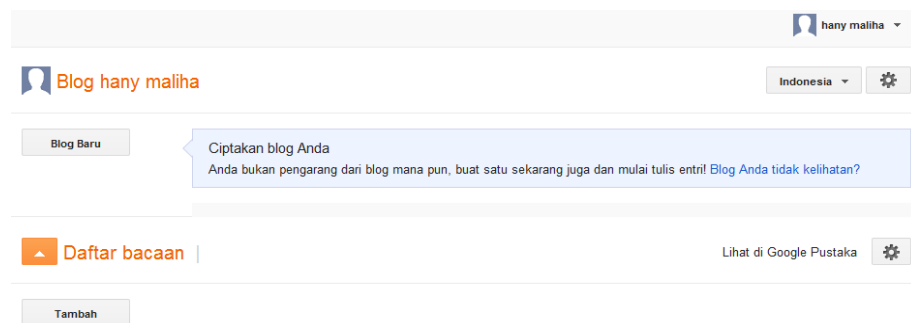 hany maliha
Blog hany maliha
Indonesia
Blog Baru
Ciptakan blog Anda
Anda bukan pengarang dari blog mana pun, buat satu sekarang juga dan mulai tulis entri! Blog Anda tidak kelihatan?
Daftar bacaan |
Lihat di Google Pustaka
Tambah